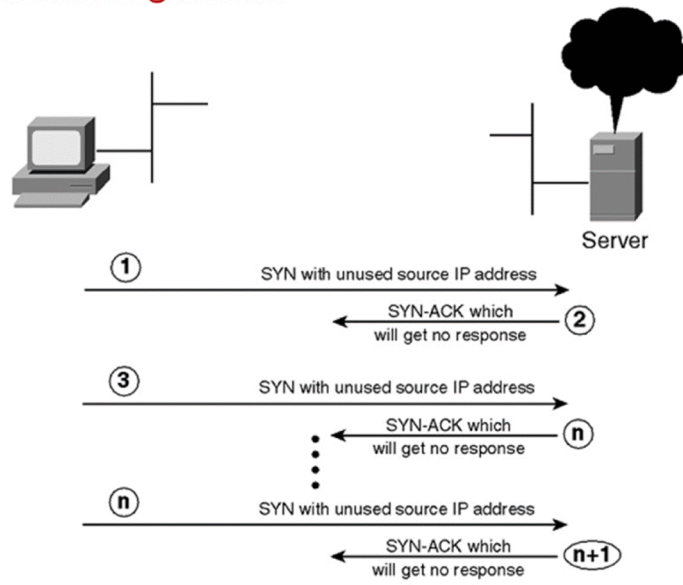 Server
1
SYN with unused source IP address
SYN-ACK which
2
will get no response
3
SYN with unused source IP address
SYN-ACK which
n
will get no response
n
SYN with unused source IP address
SYN-ACK which
n+1
will get no response